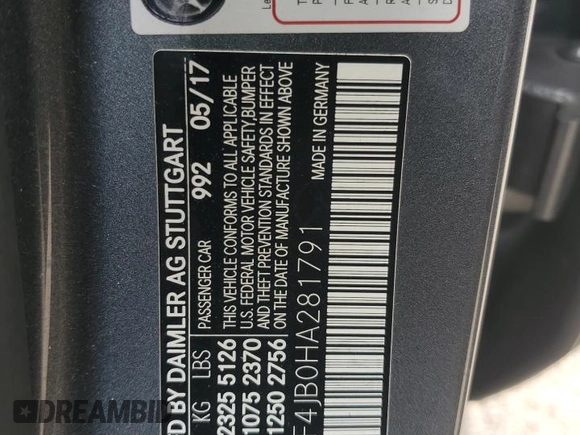 D BY DAIMLER AG STUTTGART
KG LBS PASSENGER CAR 992 05/17
2325 5126 THIS VEHICLE CONFORMS TO ALL APPLICABLE
1075 2370 U.S. FEDERAL MOTOR VEHICLE SAFETY,BUMPER
1250 2756 AND THEFT PREVENTION STANDARDS IN EFFECT
ON THE DATE OF MANUFACTURE SHOWN ABOVE
F4JB0HA281791 MADE IN GERMANY
DREAMBID
DREAMBID.COM